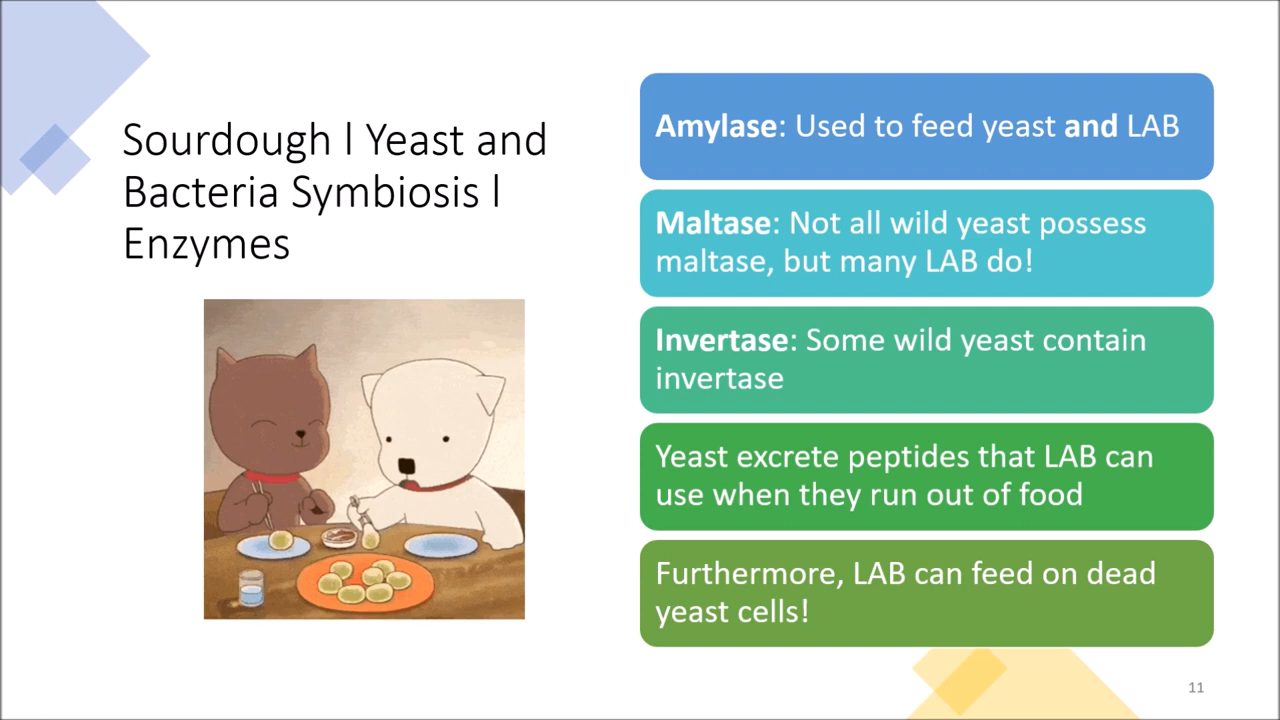 Sourdough l Yeast and
Bacteria Symbiosis l
Enzymes
Amylase: Used to feed yeast and LAB
Maltase: Not all wild yeast possess
maltase, but many LAB do!
Invertase: Some wild yeast contain
invertase
Yeast excrete peptides that LAB can
use when they run out of food
Furthermore, LAB can feed on dead
yeast cells!
11